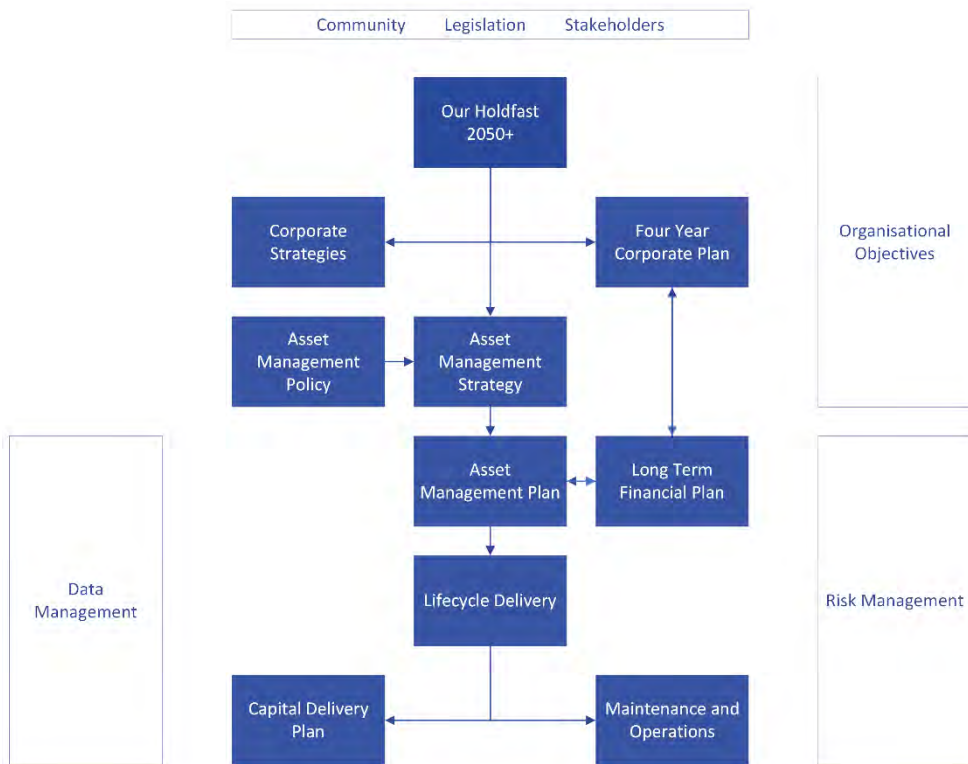 Community Legislation Stakeholders
Our Holdfast
2050+
Corporate
Strategies
Four Year
Corporate Plan
Organisational
Objectives
Asset
Management
Policy
Asset
Management
Strategy
Asset
Management Plan
Long Term
Financial Plan
Data
Management
Lifecycle Delivery
Risk Management
Capital Delivery
Plan
Maintenance and
Operations